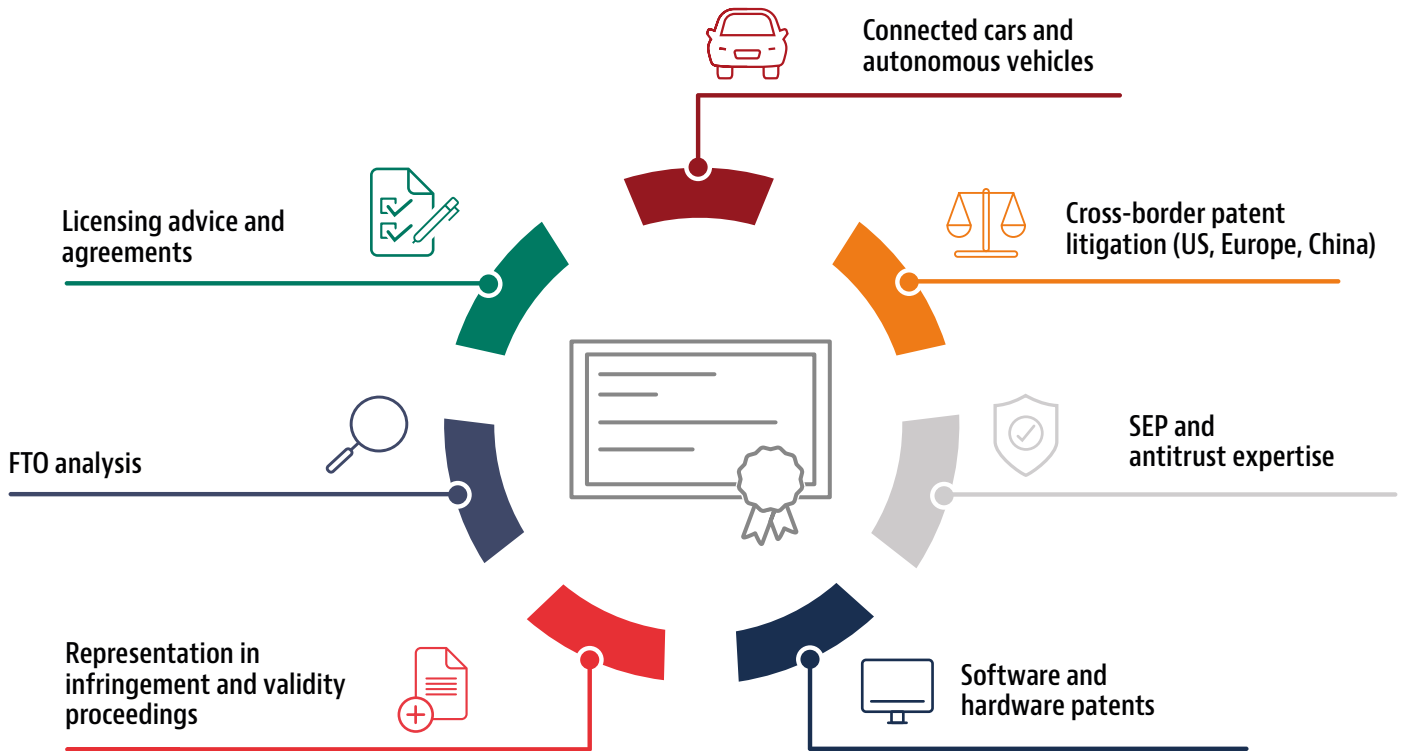 Connected cars and
autonomous vehicles
Licensing advice and
agreements
Cross-border patent
litigation (US, Europe, China)
FTO analysis
SEP and
antitrust expertise
Representation in
infringement and validity
proceedings
Software and
hardware patents